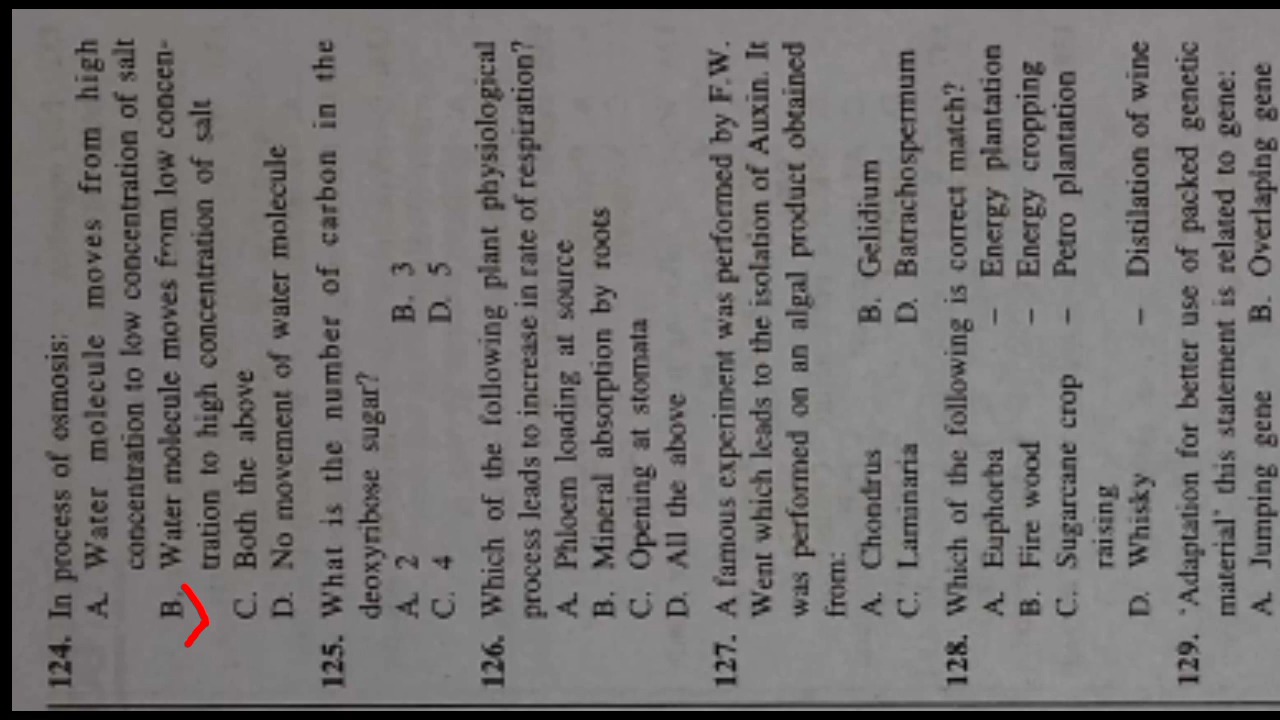 124. In process of osmosis:
A. Water molecule moves from high
concentration to low concentration of salt
B. Water molecule moves from low concen-
tration to high concentration of salt
C. Both the above
D. No movement of water molecule
125. What is the number of carbon in the
deoxyribose sugar?
A. 2 B. 3
C. 4 D. 5
126. Which of the following plant physiological
process leads to increase in rate of respiration?
A. Phloem loading at source
B. Mineral absorption by roots
C. Opening at stomata
D. All the above
127. A famous experiment was performed by F.W.
Went which leads to the isolation of Auxin. It
was performed on an algal product obtained
from:
A. Chondrus B. Gelidium
C. Laminaria D. Batrachospermum
128. Which of the following is correct match?
A. Euphorba – Energy plantation
B. Fire wood – Energy cropping
C. Sugarcane crop – Petro plantation
raising
D. Whisky – Distilation of wine
129. 'Adaptation for better use of packed genetic
material' this statement is related to gene:
A. Jumping gene B. Overlaping gene